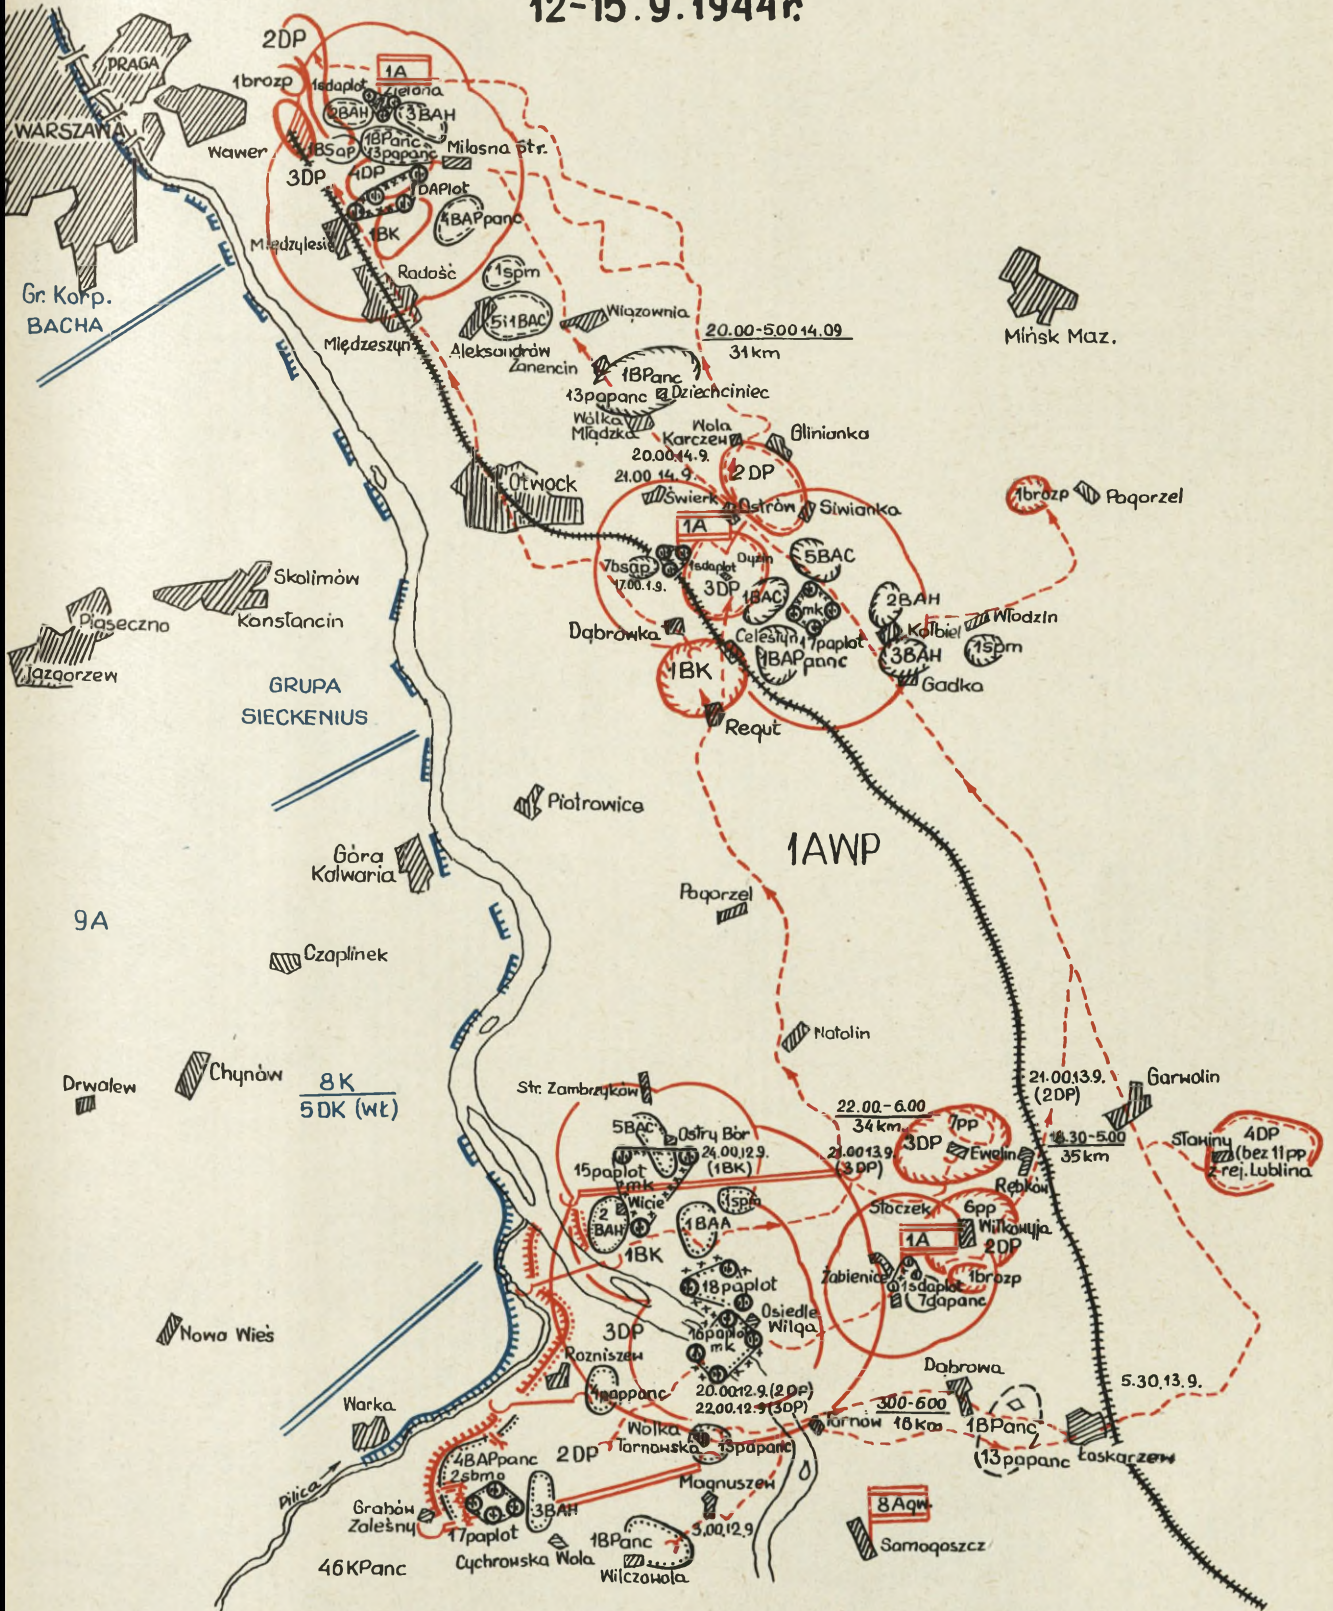 12-15.9.1944r.
2DP
PRAGA
1brozp
1sdaplot
1A
Zielona
2BAH
3BAH
WARSZAWA
Wawer
1BSap
1BPanc
13papanc
Milosna Str.
3DP
4DP
1DAPlot
4BAPpanc
1BK
Międzylesie
Radość
1spm
Gr. Korp.
BACHA
5i1BAC
Wiązownia
Międzeszyn
Aleksandrów
Zanencin
20.00-5.00 14.09
31km
Mińsk Maz.
1BPanc
13papanc
Dziechciniec
Wólka
Mlądzka
Wola
Karczew
Glinianka
20.00.14.9.
21.00 14.9.
2DP
Otwock
Świerk
Ostrów
Siwianka
1brozp
Pogorzel
1A
7bsap
17.00.1.9.
1sdaplot
Dyzin
3DP
5BAC
1BAC
mk
2BAH
Skolimów
Konstancin
Piaseczno
Jazgorzew
Dąbrówka
Celestyn
17paplot
Kołbiel
Włodzin
1BAPpanc
3BAH
1spm
1BK
Gadka
GRUPA
SIECKENIUS
Regut
Piotrowice
1AWP
Góra
Kalwaria
Pogorzel
9A
Czaplinek
Natolin
Drwalew
Chynów
8K
5DK (WŁ)
Str. Zambrzyków
21.00.13.9.
(2DP)
Garwolin
22.00-6.00
34km.
7pp
3DP
Ewelin
18.30-5.00
35km
5BAC
Ostry Bór
24.00.12.9.
(1BK)
21.00 13.9.
(3DP)
Sławiny
4DP
(bez 11pp
z rej. Lublina
15paplot
mk
Wicie
1spm
Rębków
2
BAH
1BAA
Stoczek
6pp
1A
Wilkowyja
2DP
1BK
Żabieniec
1brozp
1sdaplot
7dapanc
18paplot
Osiedle
Wilga
3DP
16paplot
mk
Nowa Wieś
Rozniszew
4pappanc
20.00.12.9.(2DP)
22.00.12.9(3DP)
Dąbrowa
5.30.13.9.
300-600
16km
Warka
Tarnów
1BPanc
(13papanc
Łaskarzew
Wolka
Tarnowska
13papanc
2DP
4BAPpanc
2sbmo
Pilica
Magnuszew
Grabów
Zaleśny
17paplot
3BAH
8Agw.
3.00.12.9
1BPanc
Cychrowska Wola
Wilczowola
Samogoszcz
46KPanc